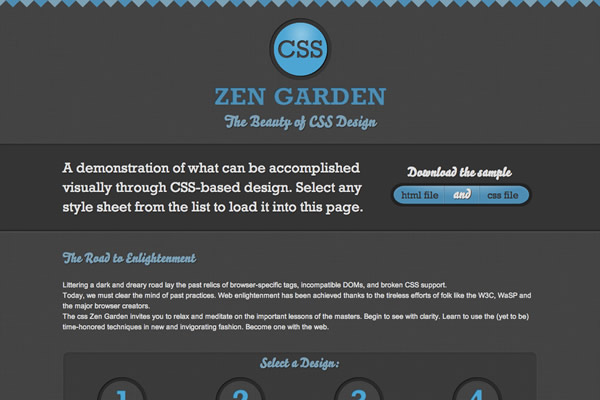 CSS
ZEN GARDEN
The Beauty of CSS Design
A demonstration of what can be accomplished
visually through CSS-based design. Select any
style sheet from the list to load it into this page.
Download the sample
html file and css file
The Road to Enlightenment
Littering a dark and dreary road lay the past relics of browser-specific tags, incompatible DOMs, and broken CSS support.
Today, we must clear the mind of past practices. Web enlightenment has been achieved thanks to the tireless efforts of folk like the W3C, WaSP and
the major browser creators.
The css Zen Garden invites you to relax and meditate on the important lessons of the masters. Begin to see with clarity. Learn to use the (yet to be)
time-honored techniques in new and invigorating fashion. Become one with the web.
Select a Design:
1 2 3 4